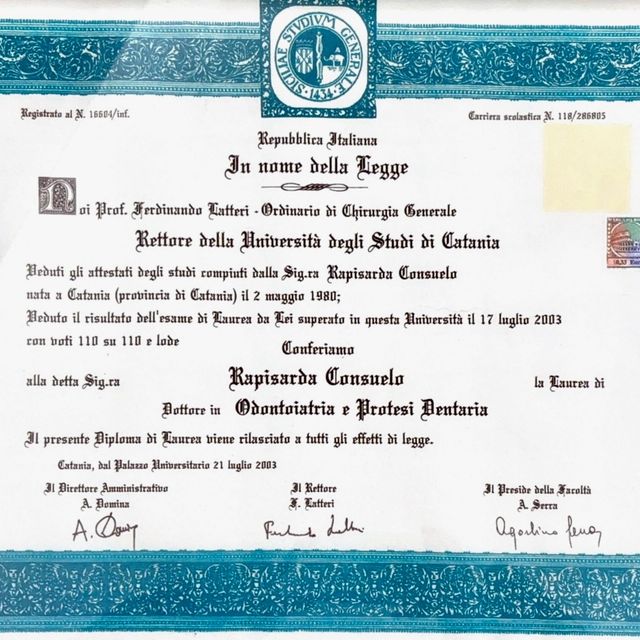 SICILIAE STVDIVM GENERALE
· 1434 ·
Registrato al N. 16604/inf.
Carriera scolastica N. 118/286805
Repubblica Italiana
In nome della Legge
Noi Prof. Ferdinando Latteri - Ordinario di Chirurgia Generale
Rettore della Università degli Studi di Catania
Veduti gli attestati degli studi compiuti dalla Sig.ra Rapisarda Consuelo
nata a Catania (provincia di Catania) il 2 maggio 1980;
Veduto il risultato dell'esame di Laurea da Lei superato in questa Università il 17 luglio 2003
con voti 110 su 110 e lode
Conferiamo
alla detta Sig.ra Rapisarda Consuelo la Laurea di
Dottore in Odontoiatria e Protesi Dentaria
Il presente Diploma di Laurea viene rilasciato a tutti gli effetti di legge.
Catania, dal Palazzo Universitario 21 luglio 2003
Il Direttore Amministrativo Il Rettore Il Preside della Facoltà
A. Domina F. Latteri A. Serra